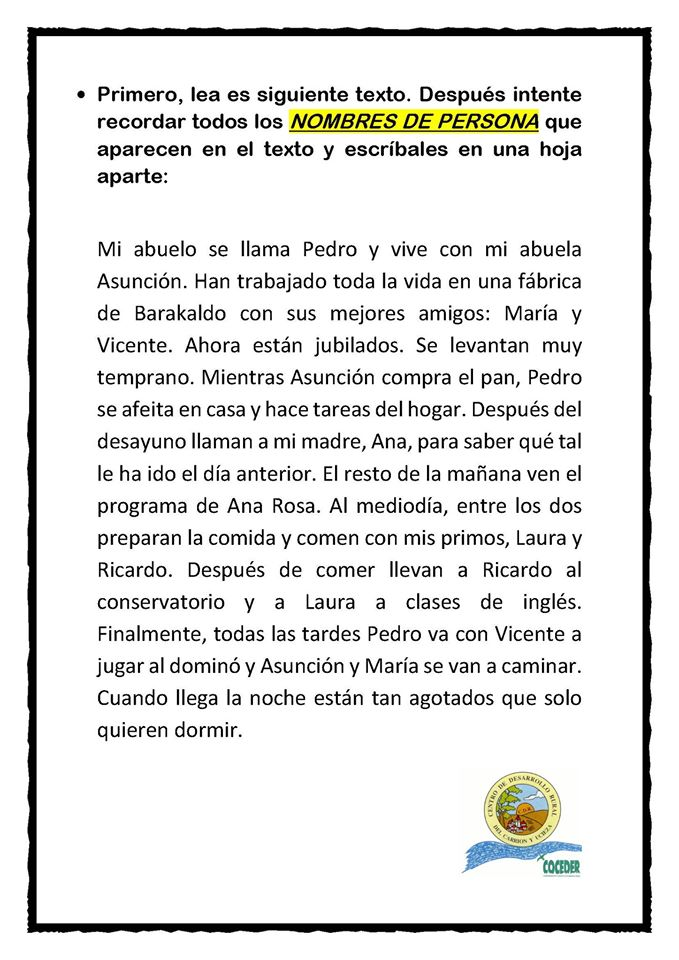 • Primero, lea es siguiente texto. Después intente
recordar todos los NOMBRES DE PERSONA que
aparecen en el texto y escríbales en una hoja
aparte:
Mi abuelo se llama Pedro y vive con mi abuela
Asunción. Han trabajado toda la vida en una fábrica
de Barakaldo con sus mejores amigos: María y
Vicente. Ahora están jubilados. Se levantan muy
temprano. Mientras Asunción compra el pan, Pedro
se afeita en casa y hace tareas del hogar. Después del
desayuno llaman a mi madre, Ana, para saber qué tal
le ha ido el día anterior. El resto de la mañana ven el
programa de Ana Rosa. Al mediodía, entre los dos
preparan la comida y comen con mis primos, Laura y
Ricardo. Después de comer llevan a Ricardo al
conservatorio y a Laura a clases de inglés.
Finalmente, todas las tardes Pedro va con Vicente a
jugar al dominó y Asunción y María se van a caminar.
Cuando llega la noche están tan agotados que solo
quieren dormir.
CENTRO DE DESARROLLO RURAL
C.D.R.
DEL CARRION Y UCIEZA
COCEDER